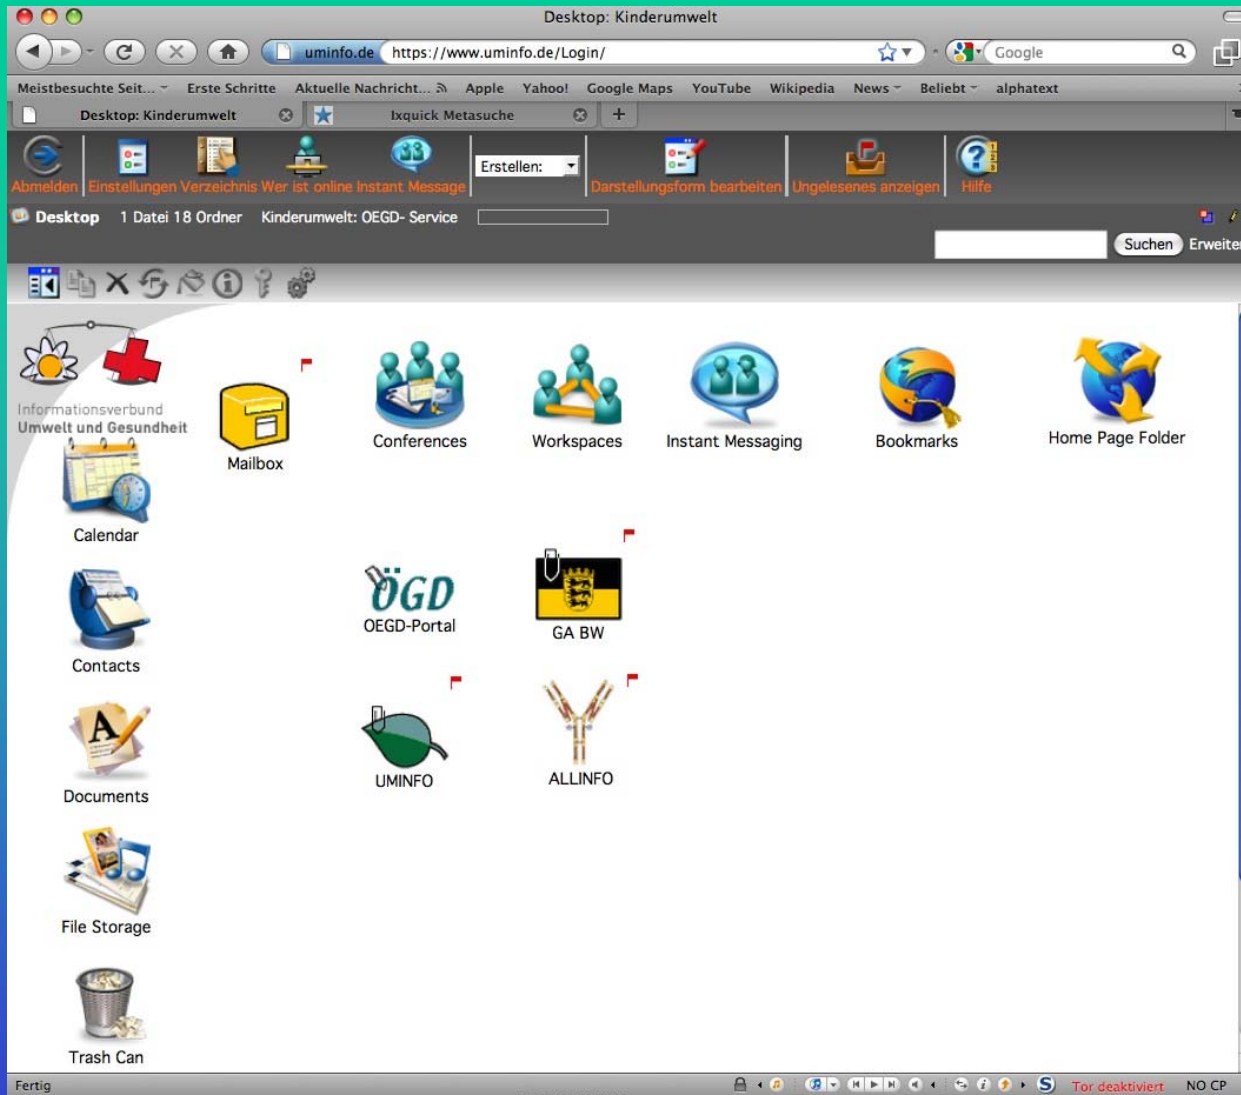 Desktop: Kinderumwelt
uminfo.de https://www.uminfo.de/Login/ Google
Meistbesuchte Seit... Erste Schritte Aktuelle Nachricht... Apple Yahoo! Google Maps YouTube Wikipedia News Beliebt alphatext
Desktop: Kinderumwelt Ixquick Metasuche +
Erstellen:
Abmelden Einstellungen Verzeichnis Wer ist online Instant Message Darstellungsform bearbeiten Ungelesenes anzeigen Hilfe
Desktop 1 Datei 18 Ordner Kinderumwelt: OEGD- Service
Suchen Erweiter
Informationsverbund
Umwelt und Gesundheit
Mailbox
Conferences
Workspaces
Instant Messaging
Bookmarks
Home Page Folder
Calendar
ÖGD
OEGD-Portal
GA BW
Contacts
UMINFO
ALLINFO
A
Documents
File Storage
Trash Can
Fertig S Tor deaktiviert NO CP